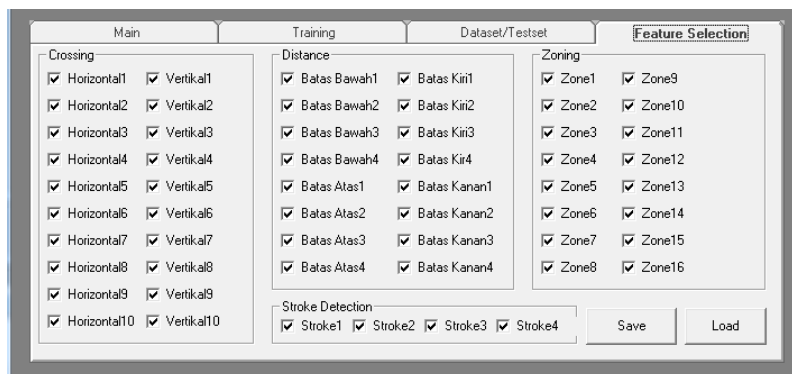 Main Training Dataset/Testset Feature Selection
Crossing
Horizontal1 Vertikal1
Horizontal2 Vertikal2
Horizontal3 Vertikal3
Horizontal4 Vertikal4
Horizontal5 Vertikal5
Horizontal6 Vertikal6
Horizontal7 Vertikal7
Horizontal8 Vertikal8
Horizontal9 Vertikal9
Horizontal10 Vertikal10
Distance
Batas Bawah1 Batas Kiri1
Batas Bawah2 Batas Kiri2
Batas Bawah3 Batas Kiri3
Batas Bawah4 Batas Kir4
Batas Atas1 Batas Kanan1
Batas Atas2 Batas Kanan2
Batas Atas3 Batas Kanan3
Batas Atas4 Batas Kanan4
Zoning
Zone1 Zone9
Zone2 Zone10
Zone3 Zone11
Zone4 Zone12
Zone5 Zone13
Zone6 Zone14
Zone7 Zone15
Zone8 Zone16
Stroke Detection
Stroke1 Stroke2 Stroke3 Stroke4
Save Load